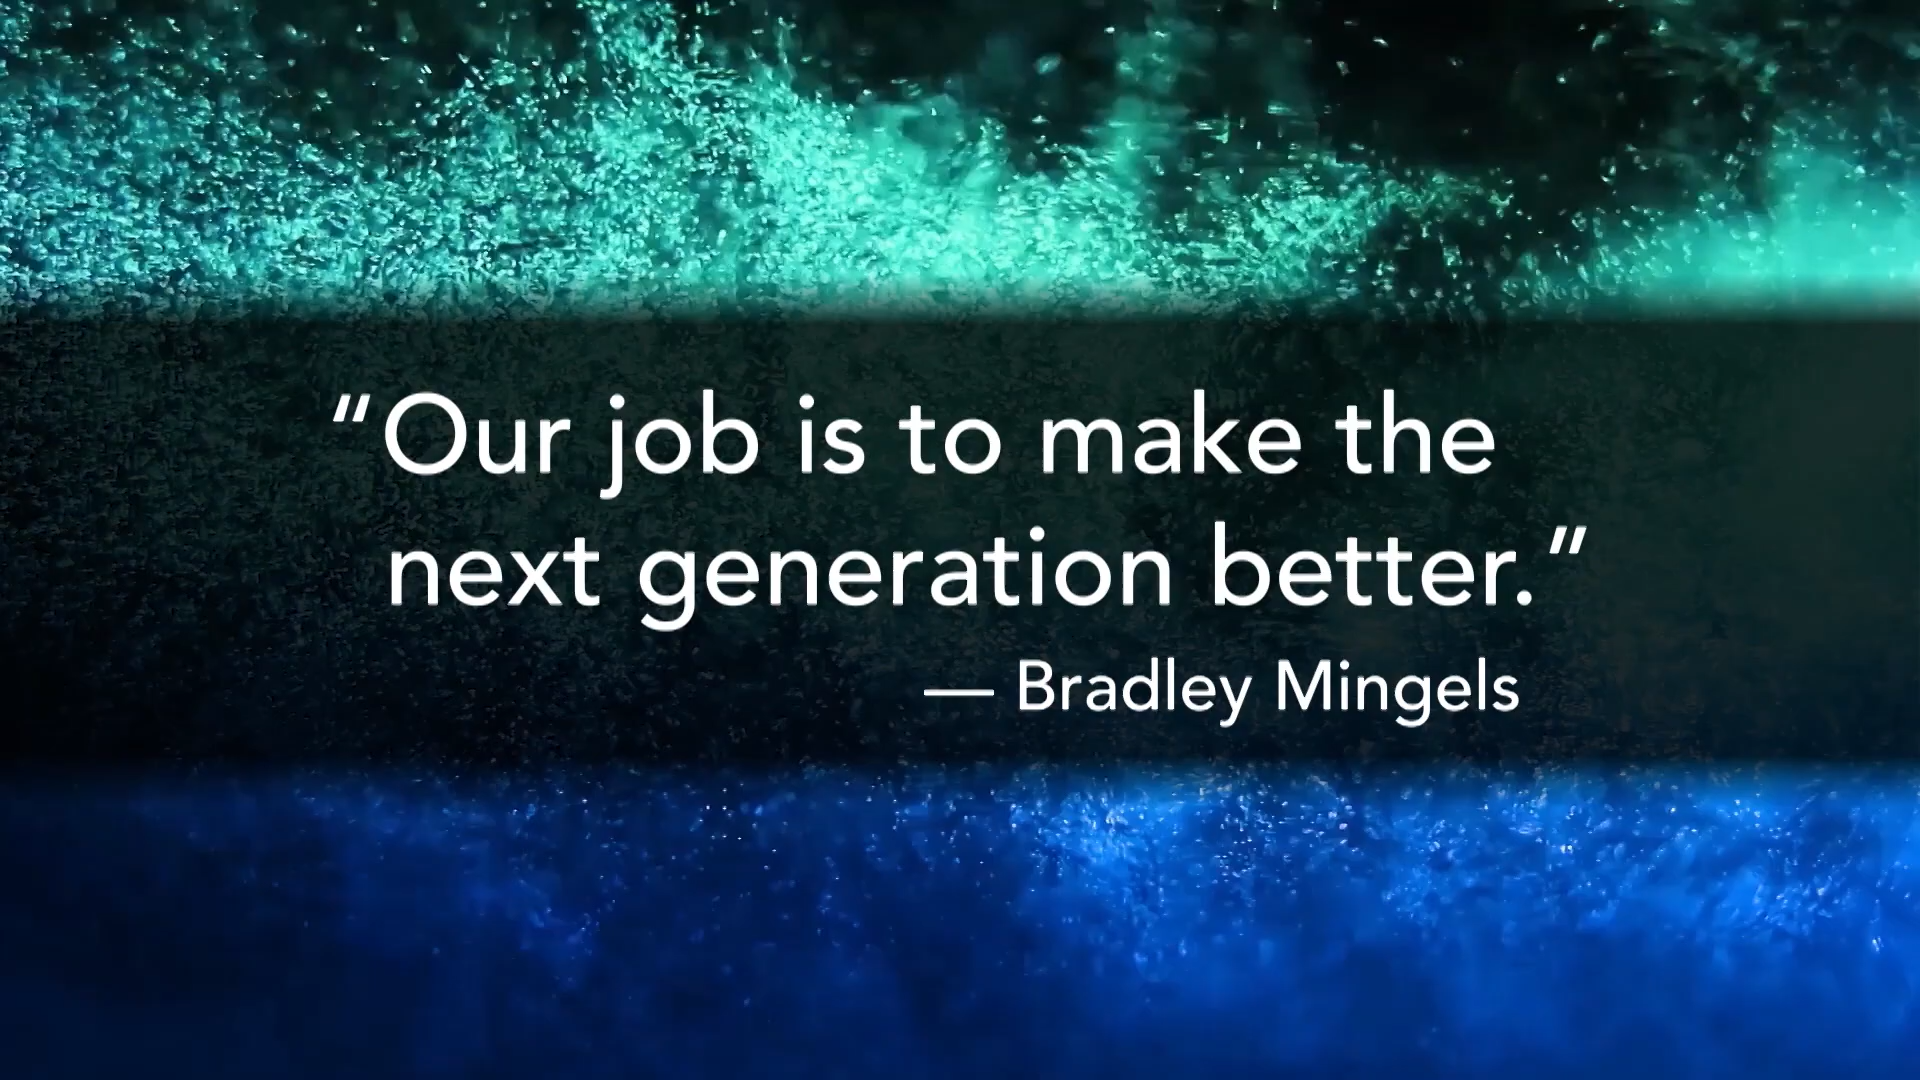 “Our job is to make the
next generation better.”
— Bradley Mingels